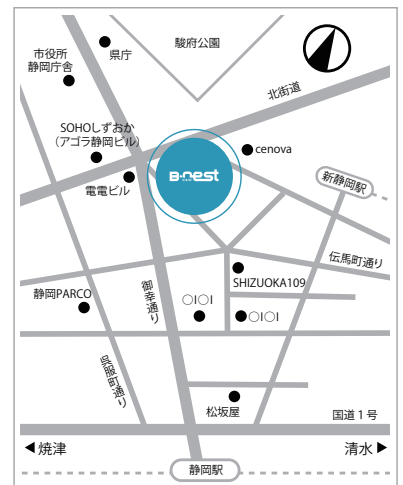 駿府公園
県庁
市役所
静岡庁舎
北街道
SOHOしずおか
（アゴラ静岡ビル）
cenova
B-nest
新静岡駅
電電ビル
伝馬町通り
SHIZUOKA109
静岡PARCO
御幸通り
○I○I
○I○I
呉服町通り
松坂屋
国道１号
焼津
清水
静岡駅